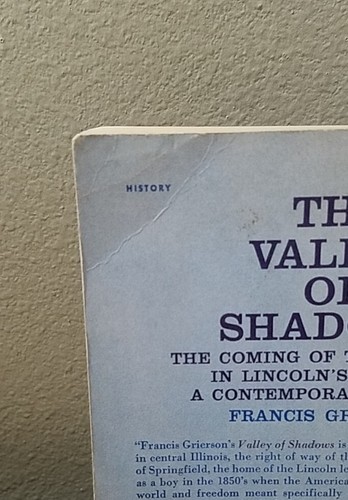 HISTORY
TH
VALL
O
SHAD
THE COMING OF T
IN LINCOLN'S
A CONTEMPORA
FRANCIS GR
"Francis Grierson's Valley of Shadows is
in central Illinois, the right of way of th
of Springfield, the home of the Lincoln le
as a boy in the 1850's when the America
world and freedom meant specifically